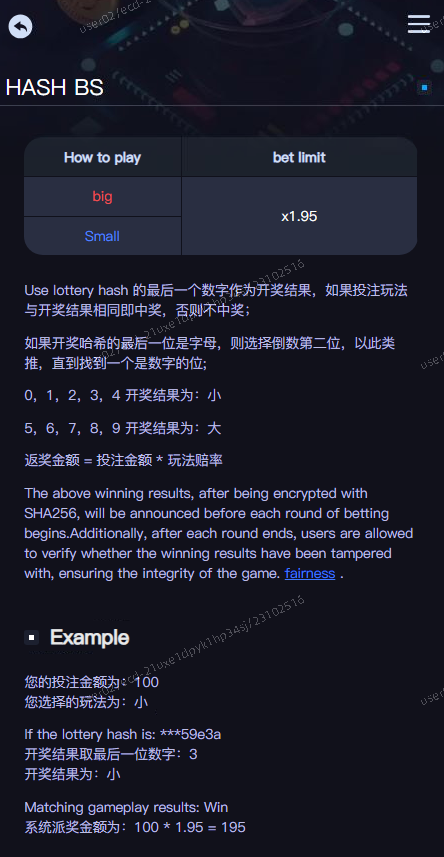 HASH BS
How to play
bet limit
big
x1.95
Small
Use lottery hash 的最后一个数字作为开奖结果，如果投注玩法
与开奖结果相同即中奖，否则不中奖；
如果开奖哈希的最后一位是字母，则选择倒数第二位，以此类
推，直到找到一个是数字的位;
0，1，2，3，4 开奖结果为：小
5，6，7，8，9 开奖结果为：大
返奖金额 = 投注金额 * 玩法赔率
The above winning results, after being encrypted with
SHA256, will be announced before each round of betting
begins.Additionally, after each round ends, users are allowed
to verify whether the winning results have been tampered
with, ensuring the integrity of the game. fairness .
Example
您的投注金额为：100
您选择的玩法为：小
If the lottery hash is: ***59e3a
开奖结果取最后一位数字：3
开奖结果为：小
Matching gameplay results: Win
系统派奖金额为：100 * 1.95 = 195